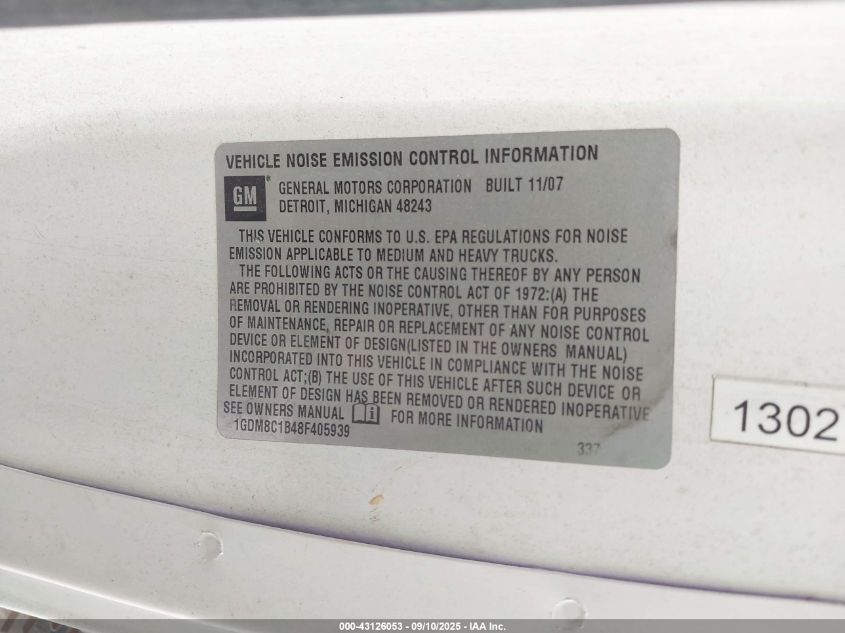 VEHICLE NOISE EMISSION CONTROL INFORMATION
GM® GENERAL MOTORS CORPORATION BUILT 11/07
DETROIT, MICHIGAN 48243
THIS VEHICLE CONFORMS TO U.S. EPA REGULATIONS FOR NOISE
EMISSION APPLICABLE TO MEDIUM AND HEAVY TRUCKS.
THE FOLLOWING ACTS OR THE CAUSING THEREOF BY ANY PERSON
ARE PROHIBITED BY THE NOISE CONTROL ACT OF 1972:(A) THE
REMOVAL OR RENDERING INOPERATIVE, OTHER THAN FOR PURPOSES
OF MAINTENANCE, REPAIR OR REPLACEMENT OF ANY NOISE CONTROL
DEVICE OR ELEMENT OF DESIGN(LISTED IN THE OWNERS MANUAL)
INCORPORATED INTO THIS VEHICLE IN COMPLIANCE WITH THE NOISE
CONTROL ACT;(B) THE USE OF THIS VEHICLE AFTER SUCH DEVICE OR
ELEMENT OF DESIGN HAS BEEN REMOVED OR RENDERED INOPERATIVE
SEE OWNERS MANUAL i FOR MORE INFORMATION
1GDM8C1B48F405939
337
1302
000-43126053 - 09/10/2025 - IAA Inc.